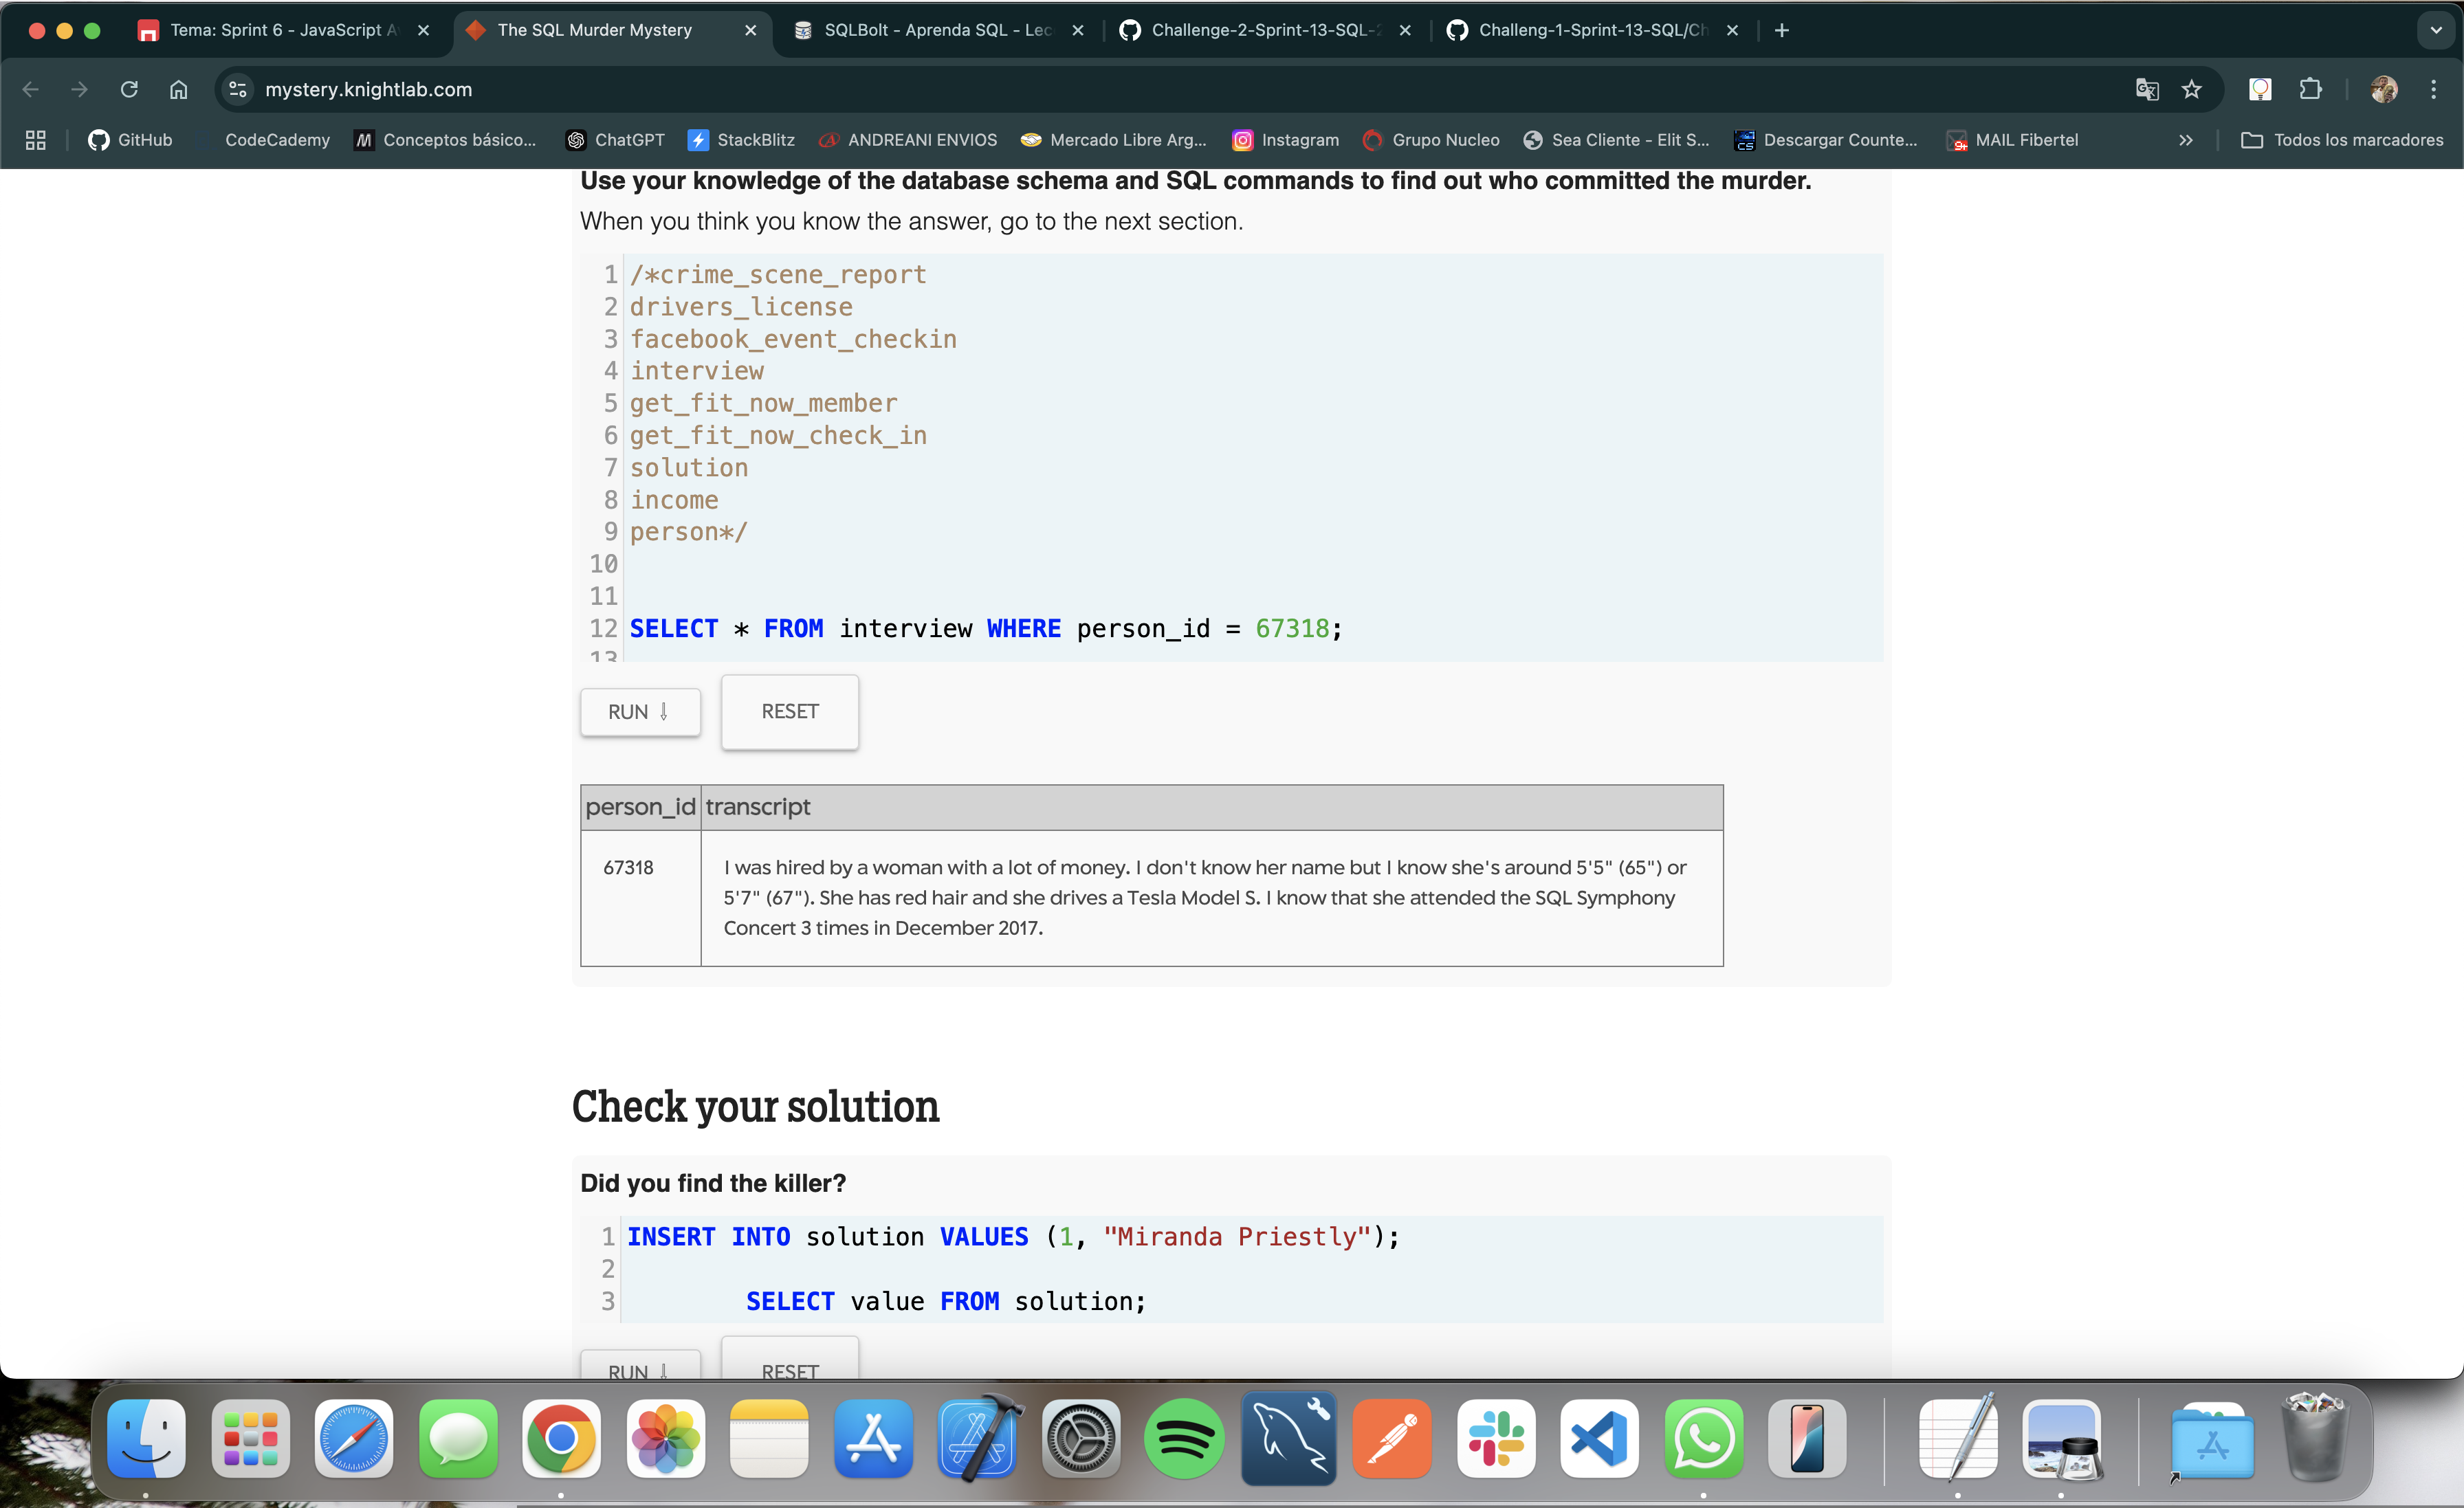 Tema: Sprint 6 - JavaScript A
The SQL Murder Mystery
SQLBolt - Aprenda SQL - Lec
Challenge-2-Sprint-13-SQL-2
Challeng-1-Sprint-13-SQL/Ch
mystery.knightlab.com
GitHub
CodeCademy
Conceptos básico...
ChatGPT
StackBlitz
ANDREANI ENVIOS
Mercado Libre Arg...
Instagram
Grupo Nucleo
Sea Cliente - Elit S...
Descargar Counte...
MAIL Fibertel
Todos los marcadores
Use your knowledge of the database schema and SQL commands to find out who committed the murder.
When you think you know the answer, go to the next section.
1 /*crime_scene_report
2 drivers_license
3 facebook_event_checkin
4 interview
5 get_fit_now_member
6 get_fit_now_check_in
7 solution
8 income
9 person*/
10
11
12 SELECT * FROM interview WHERE person_id = 67318;
13
RUN ⇩
RESET
person_id transcript
67318 I was hired by a woman with a lot of money. I don't know her name but I know she's around 5'5" (65") or
5'7" (67"). She has red hair and she drives a Tesla Model S. I know that she attended the SQL Symphony
Concert 3 times in December 2017.
Check your solution
Did you find the killer?
1 INSERT INTO solution VALUES (1, "Miranda Priestly");
2
3 SELECT value FROM solution;
RUN ⇩
RESET